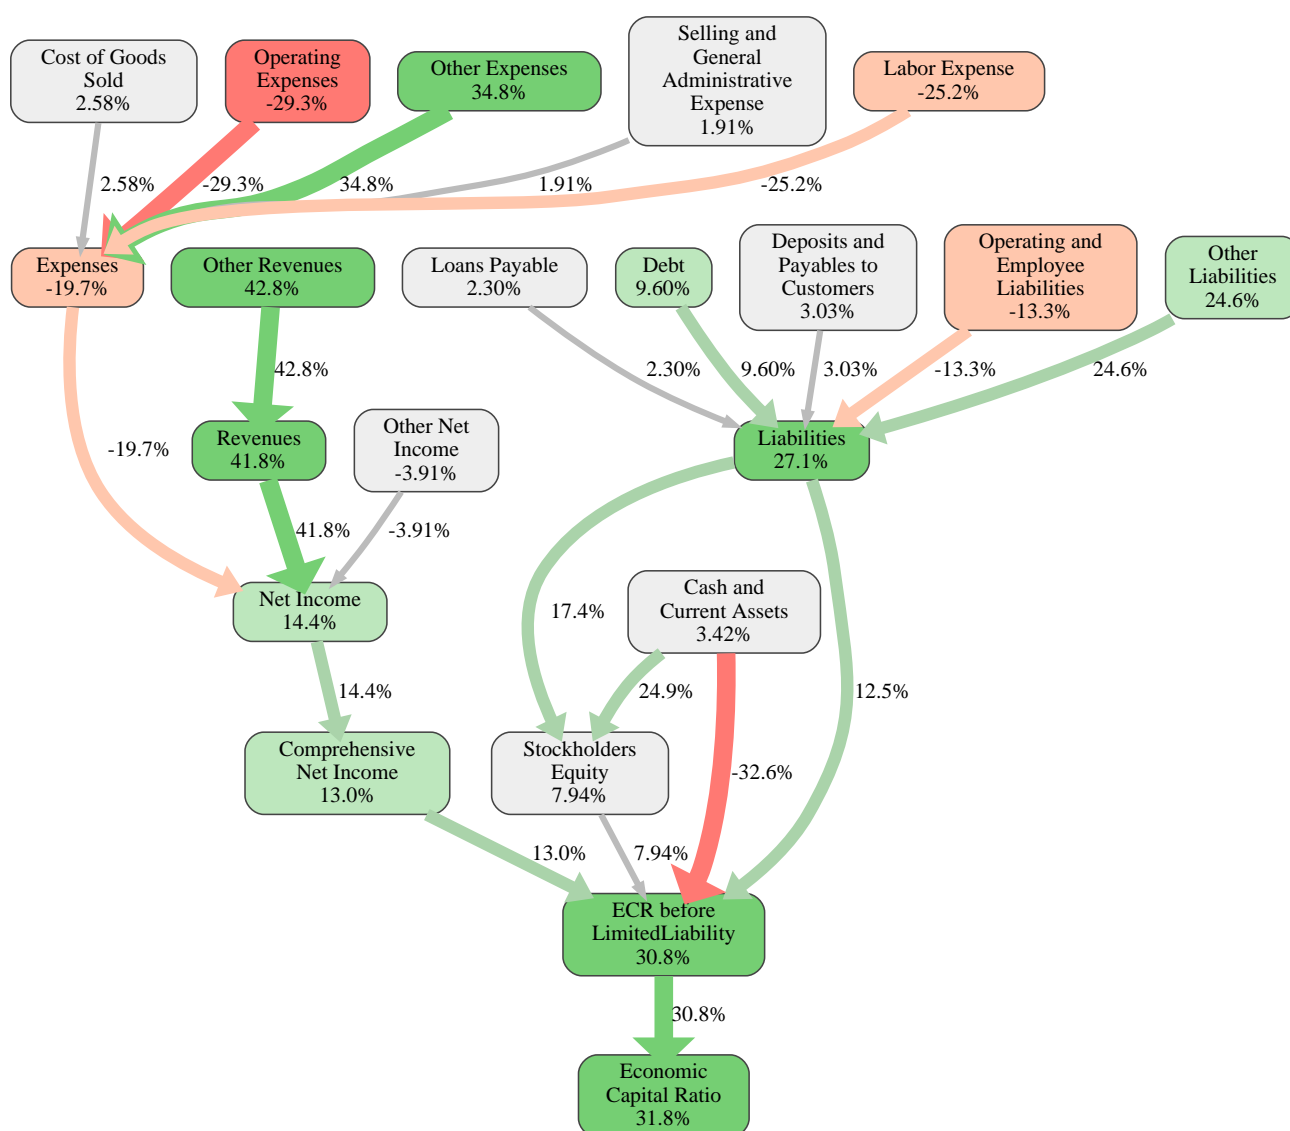 Cost of Goods
Sold
2.58%
Operating
Expenses
-29.3%
Other Expenses
34.8%
Selling and
General
Administrative
Expense
1.91%
Labor Expense
-25.2%
2.58%
-29.3%
34.8%
1.91%
-25.2%
Expenses
-19.7%
Other Revenues
42.8%
Loans Payable
2.30%
Debt
9.60%
Deposits and
Payables to
Customers
3.03%
Operating and
Employee
Liabilities
-13.3%
Other
Liabilities
24.6%
42.8%
2.30%
9.60%
3.03%
-13.3%
24.6%
-19.7%
Revenues
41.8%
Other Net
Income
-3.91%
Liabilities
27.1%
41.8%
-3.91%
Net Income
14.4%
17.4%
Cash and
Current Assets
3.42%
14.4%
24.9%
12.5%
Comprehensive
Net Income
13.0%
Stockholders
Equity
7.94%
-32.6%
13.0%
7.94%
ECR before
LimitedLiability
30.8%
30.8%
Economic
Capital Ratio
31.8%